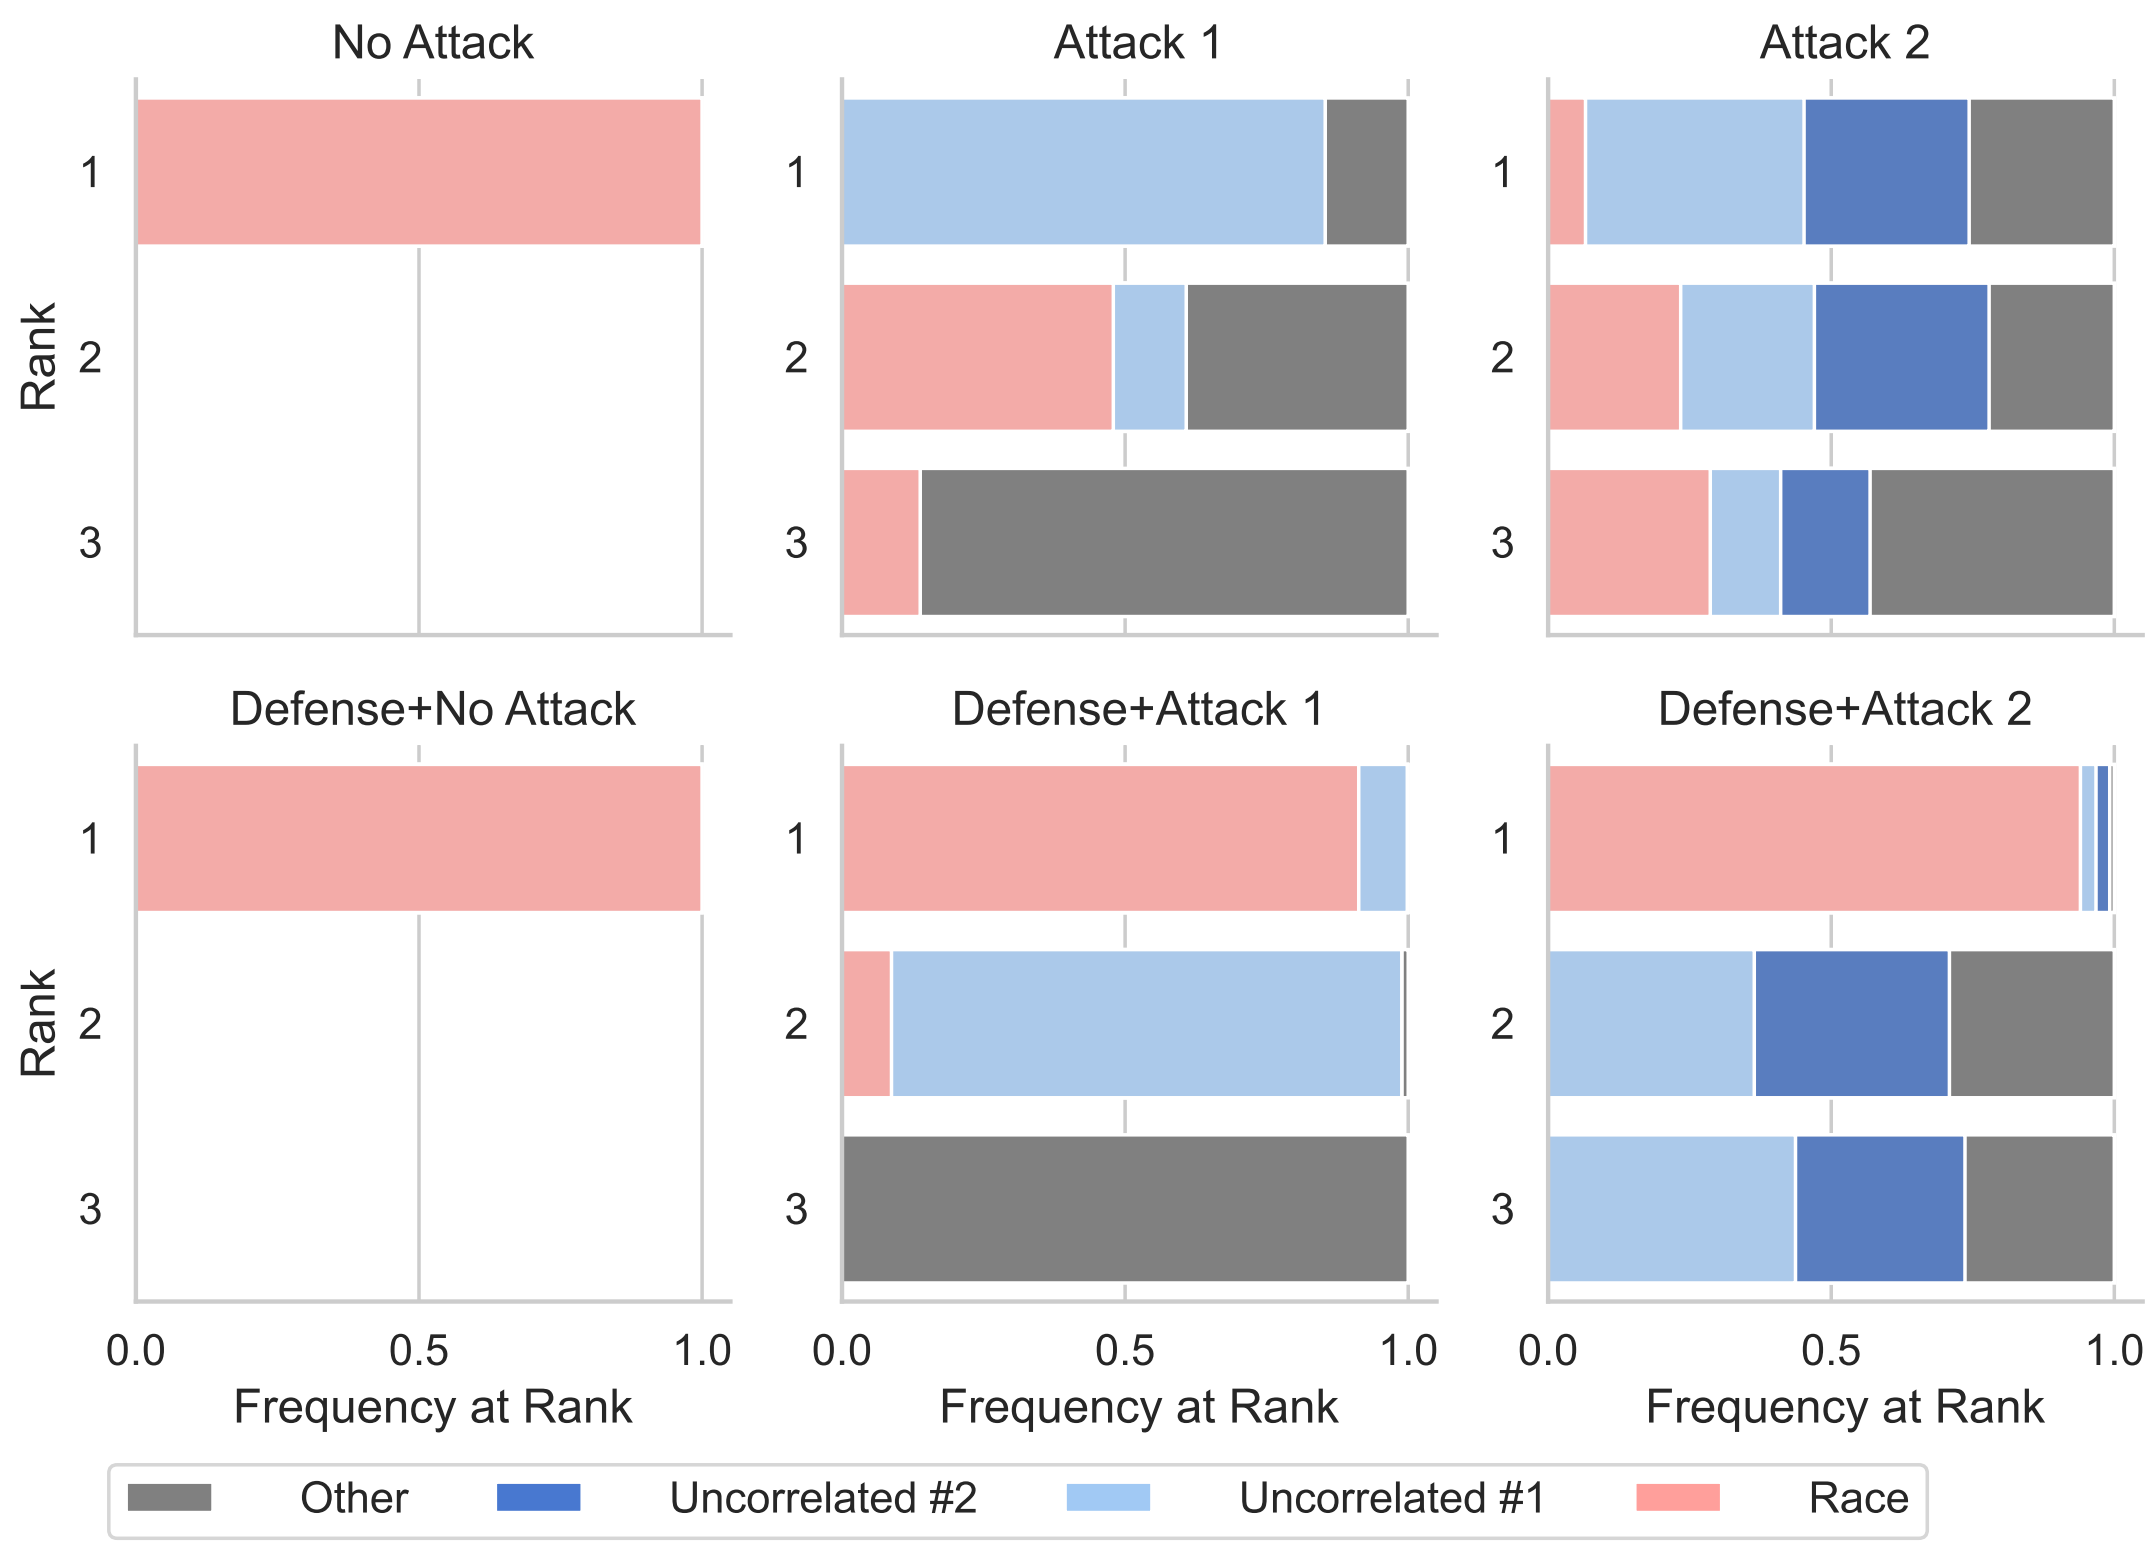 No Attack
Attack 1
Attack 2
Rank
1
2
3
1
2
3
1
2
3
Defense+No Attack
Defense+Attack 1
Defense+Attack 2
Rank
1
2
3
1
2
3
1
2
3
0.0 0.5 1.0
0.0 0.5 1.0
0.0 0.5 1.0
Frequency at Rank
Frequency at Rank
Frequency at Rank
Other Uncorrelated #2 Uncorrelated #1 Race